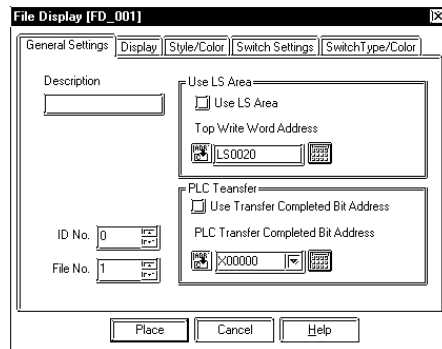 File Display [FD_001]
General Settings Display Style/Color Switch Settings SwitchType/Color
Description
Use LS Area
Use LS Area
Top Write Word Address
LS0020
PLC Teansfer
Use Transfer Completed Bit Address
PLC Transfer Completed Bit Address
X00000
ID No. 0
File No. 1
Place Cancel Help